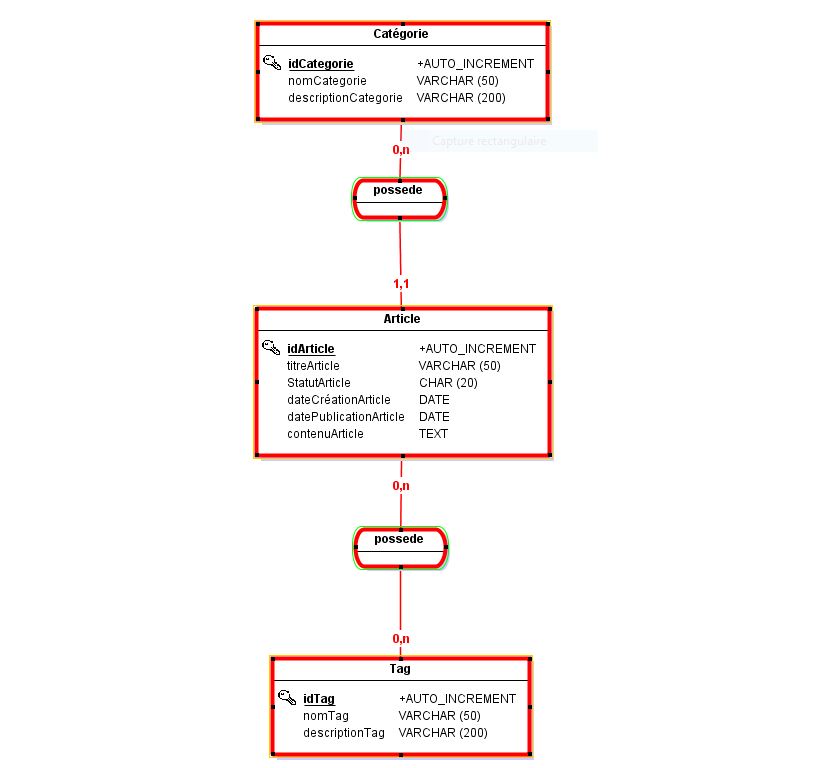 Catégorie
idCategorie +AUTO_INCREMENT
nomCategorie VARCHAR (50)
descriptionCategorie VARCHAR (200)
Capture rectangulaire
0,n
possede
1,1
Article
idArticle +AUTO_INCREMENT
titreArticle VARCHAR (50)
StatutArticle CHAR (20)
dateCréationArticle DATE
datePublicationArticle DATE
contenuArticle TEXT
0,n
possede
0,n
Tag
idTag +AUTO_INCREMENT
nomTag VARCHAR (50)
descriptionTag VARCHAR (200)